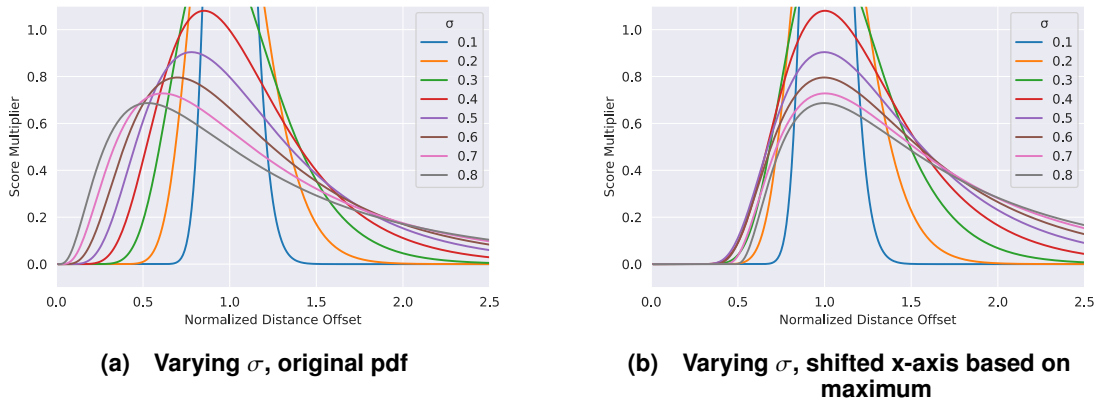 σ
0.1
0.2
0.3
0.4
0.5
0.6
0.7
0.8
1.0
0.8
0.6
0.4
0.2
0.0
Score Multiplier
0.0 0.5 1.0 1.5 2.0 2.5
Normalized Distance Offset
(a) Varying σ, original pdf
σ
0.1
0.2
0.3
0.4
0.5
0.6
0.7
0.8
1.0
0.8
0.6
0.4
0.2
0.0
Score Multiplier
0.0 0.5 1.0 1.5 2.0 2.5
Normalized Distance Offset
(b) Varying σ, shifted x-axis based on
maximum